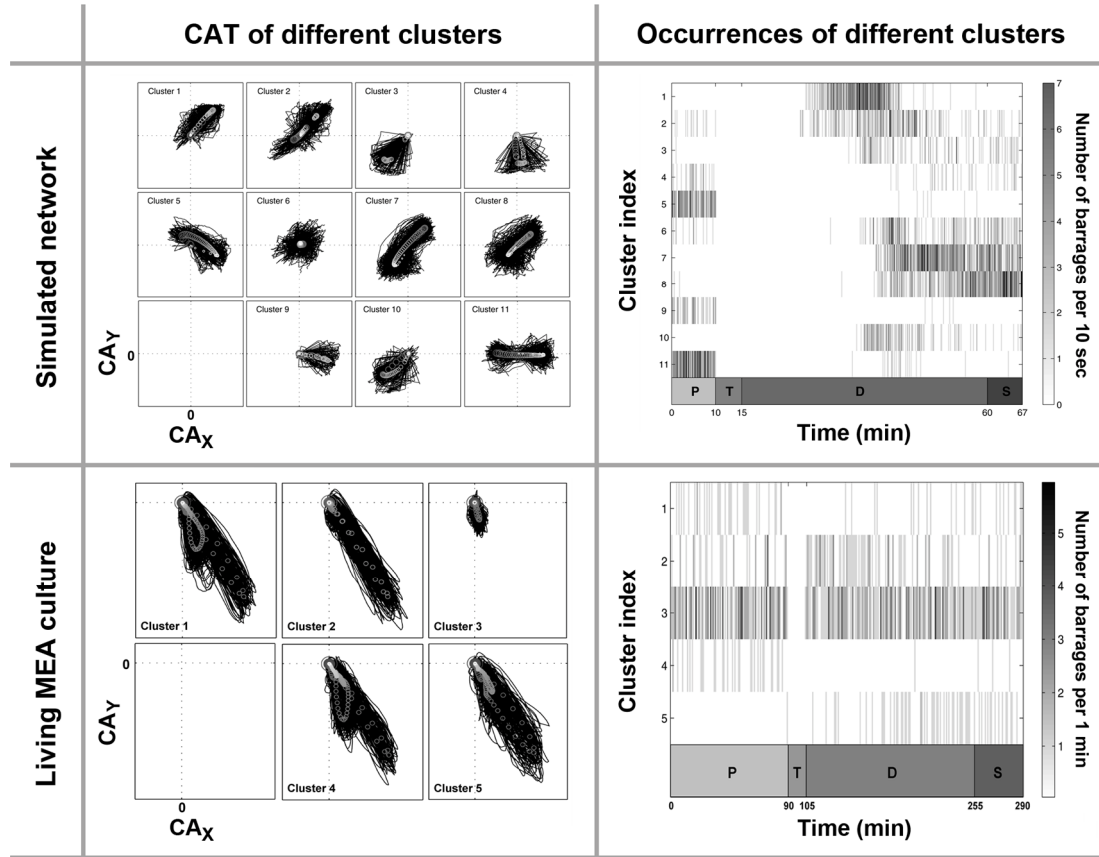 CAT of different clusters
Occurrences of different clusters
Simulated network
Cluster 1
Cluster 2
Cluster 3
Cluster 4
Cluster 5
Cluster 6
Cluster 7
Cluster 8
Cluster 9
Cluster 10
Cluster 11
CAY
0
0
CAX
Cluster index
1
2
3
4
5
6
7
8
9
10
11
P
T
D
S
0
10
15
60
67
Time (min)
7
6
5
4
3
2
1
0
Number of barrages per 10 sec
Living MEA culture
Cluster 1
Cluster 2
Cluster 3
Cluster 4
Cluster 5
CAY
0
0
CAX
Cluster index
1
2
3
4
5
P
T
D
S
0
90
105
255
290
Time (min)
5
4
3
2
1
Number of barrages per 1 min